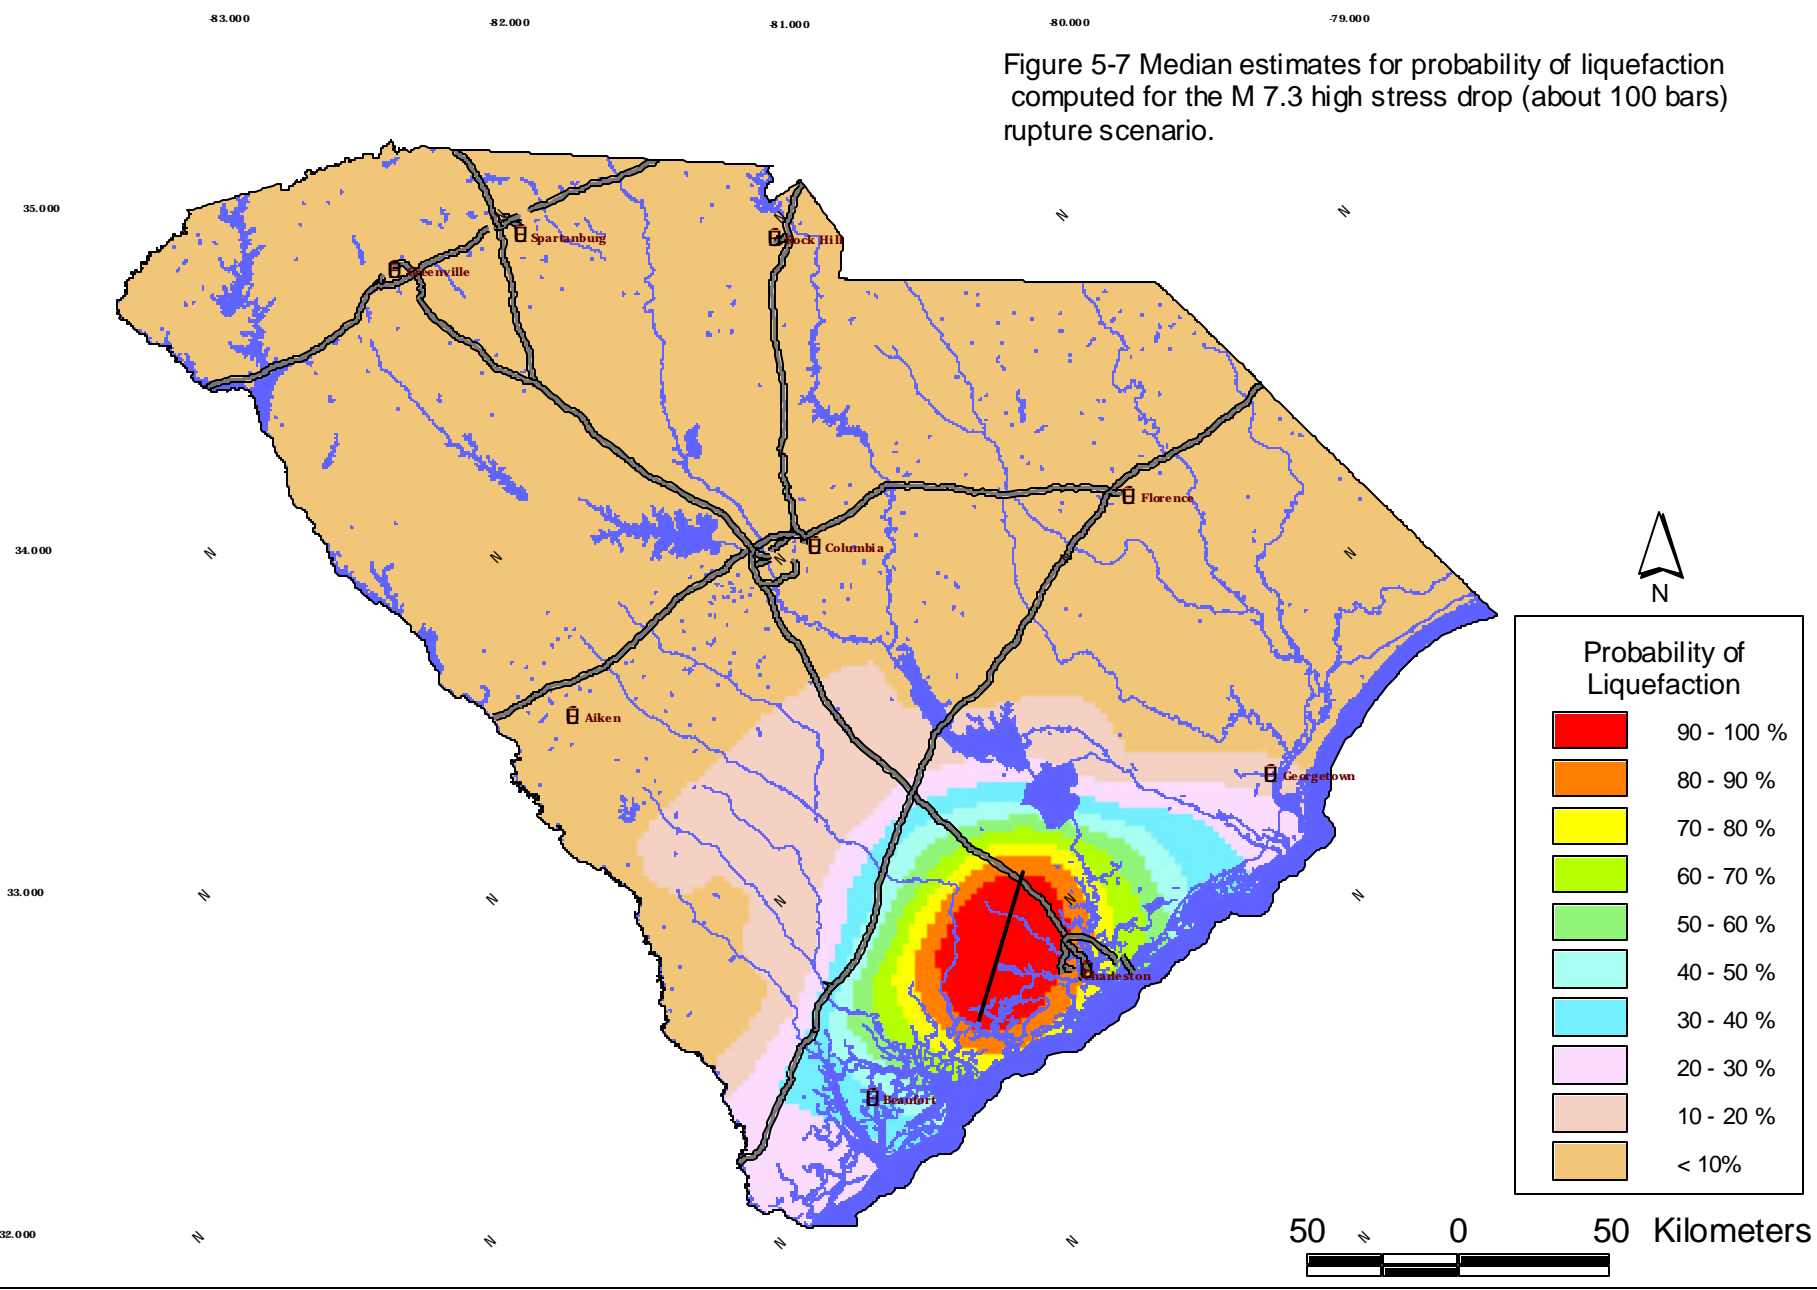 -83.000
-82.000
-81.000
-80.000
-79.000
Figure 5-7 Median estimates for probability of liquefaction
computed for the M 7.3 high stress drop (about 100 bars)
rupture scenario.
35.000
N
N
N
Spartanburg
Rock Hill
Greenville
Florence
34.000
N
N
Columbia
N
N
N
N
Aiken
Georgetown
Probability of
Liquefaction
90 - 100 %
80 - 90 %
70 - 80 %
60 - 70 %
50 - 60 %
40 - 50 %
30 - 40 %
20 - 30 %
10 - 20 %
< 10%
33.000
N
N
N
N
N
Charleston
Beaufort
32.000
N
N
N
N
N
50
0
50
Kilometers